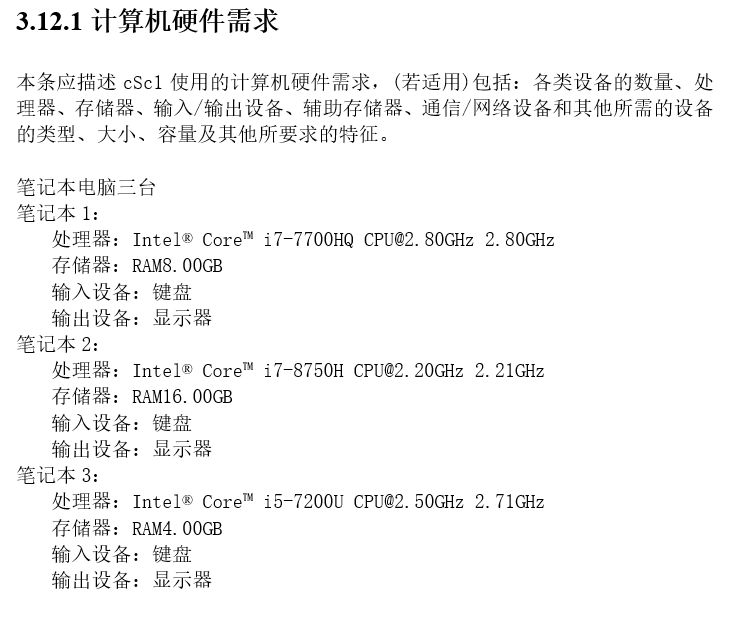 3.12.1 计算机硬件需求
本条应描述 cSc1 使用的计算机硬件需求，(若适用)包括：各类设备的数量、处
理器、存储器、输入/输出设备、辅助存储器、通信/网络设备和其他所需的设备
的类型、大小、容量及其他所要求的特征。
笔记本电脑三台
笔记本 1：
处理器：Intel® Core™ i7-7700HQ CPU@2.80GHz 2.80GHz
存储器：RAM8.00GB
输入设备：键盘
输出设备：显示器
笔记本 2：
处理器：Intel® Core™ i7-8750H CPU@2.20GHz 2.21GHz
存储器：RAM16.00GB
输入设备：键盘
输出设备：显示器
笔记本 3：
处理器：Intel® Core™ i5-7200U CPU@2.50GHz 2.71GHz
存储器：RAM4.00GB
输入设备：键盘
输出设备：显示器